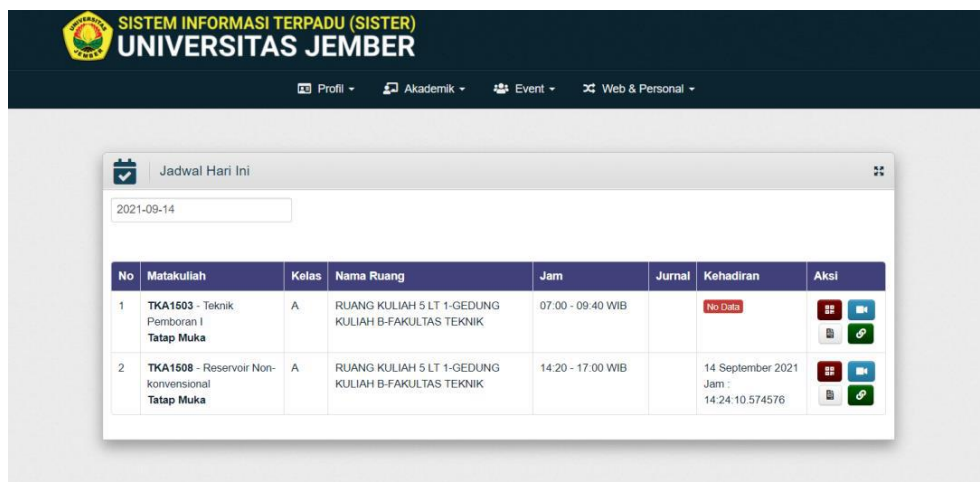 SISTEM INFORMASI TERPADU (SISTER)
UNIVERSITAS JEMBER
Profil
Akademik
Event
Web & Personal
Jadwal Hari Ini
2021-09-14
No Matakuliah Kelas Nama Ruang Jam Jurnal Kehadiran Aksi
1 TKA1503 - Teknik A RUANG KULIAH 5 LT 1-GEDUNG 07:00 - 09:40 WIB No Data
Pemboran I KULIAH B-FAKULTAS TEKNIK
Tatap Muka
2 TKA1508 - Reservoir Non- A RUANG KULIAH 5 LT 1-GEDUNG 14:20 - 17:00 WIB 14 September 2021
konvensional KULIAH B-FAKULTAS TEKNIK Jam :
Tatap Muka 14:24:10.574576